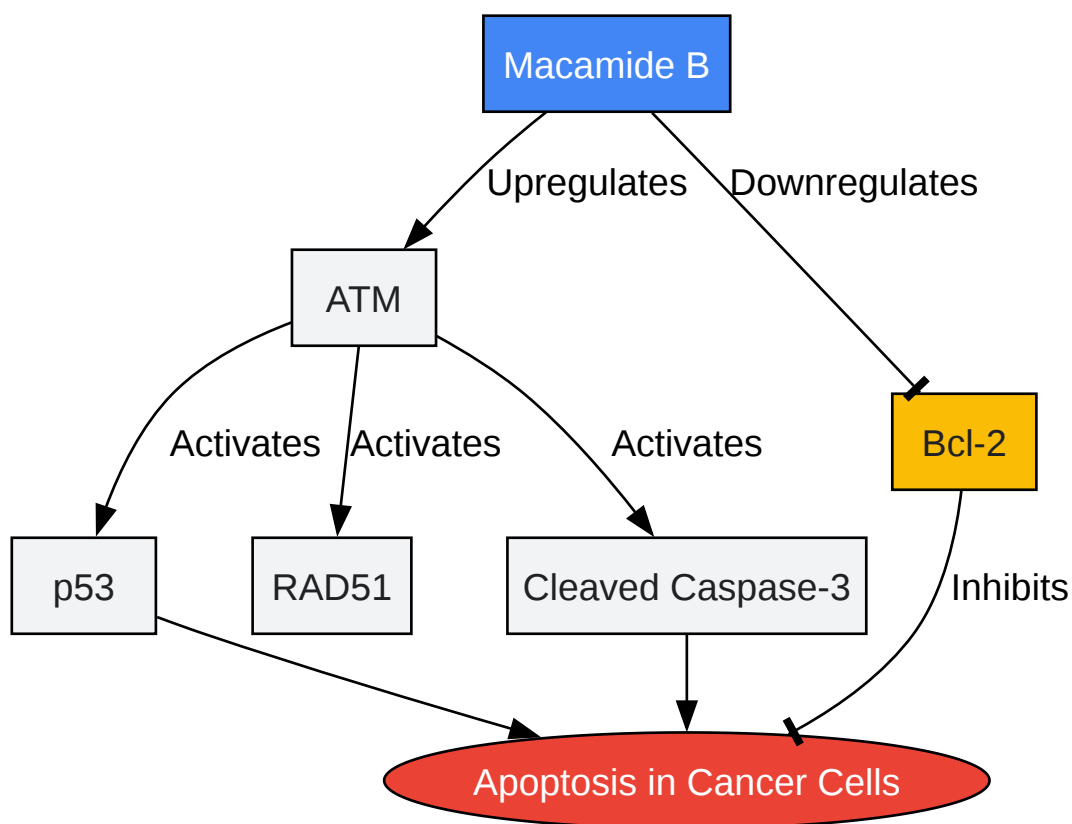 Macamide B
Upregulates
Downregulates
ATM
Activates
Activates
Activates
Bcl-2
p53
RAD51
Cleaved Caspase-3
Inhibits
Apoptosis in Cancer Cells